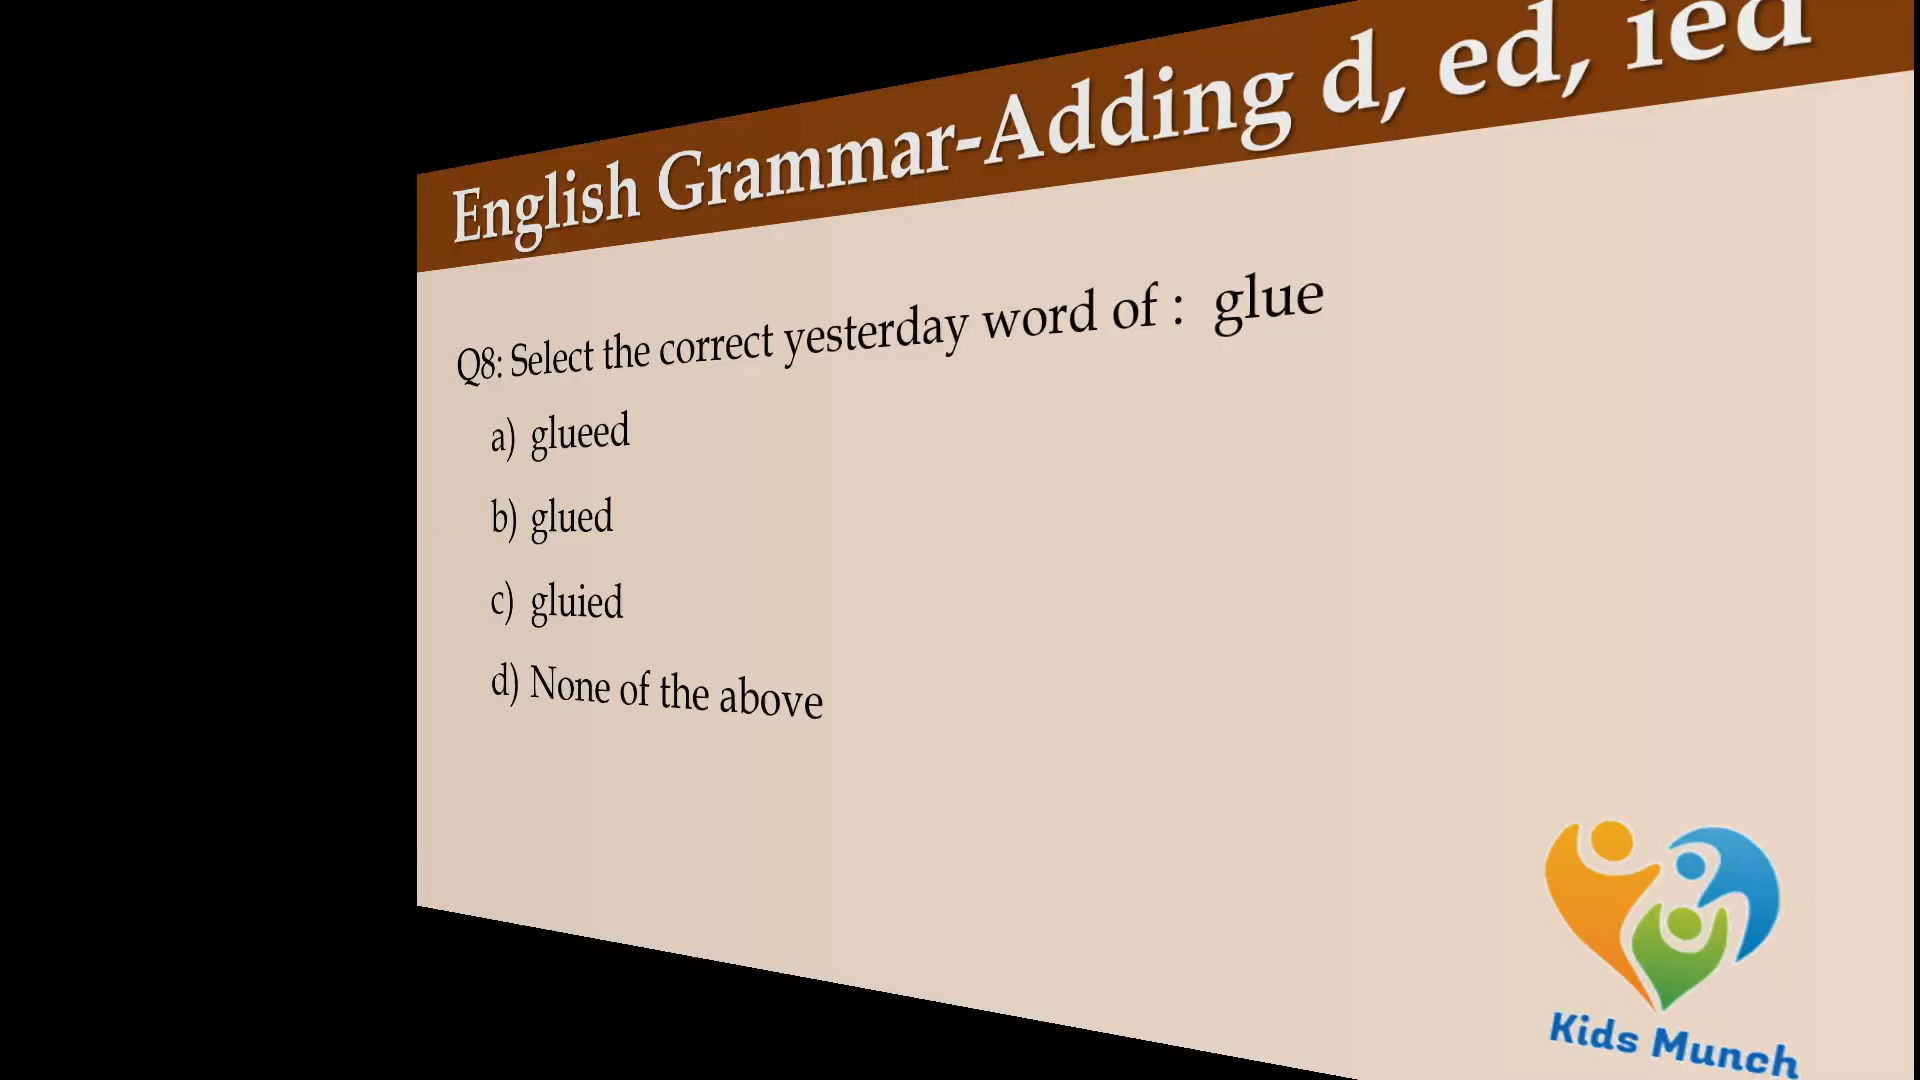 English Grammar-Adding d, ed, ied
Q8: Select the correct yesterday word of : glue
a) glueed
b) glued
c) gluied
d) None of the above
Kids Munch